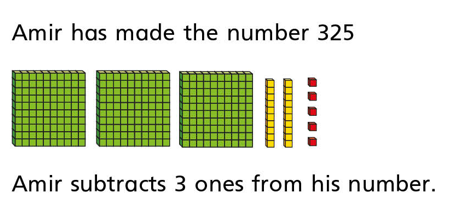 Amir has made the number 325
Amir subtracts 3 ones from his number.